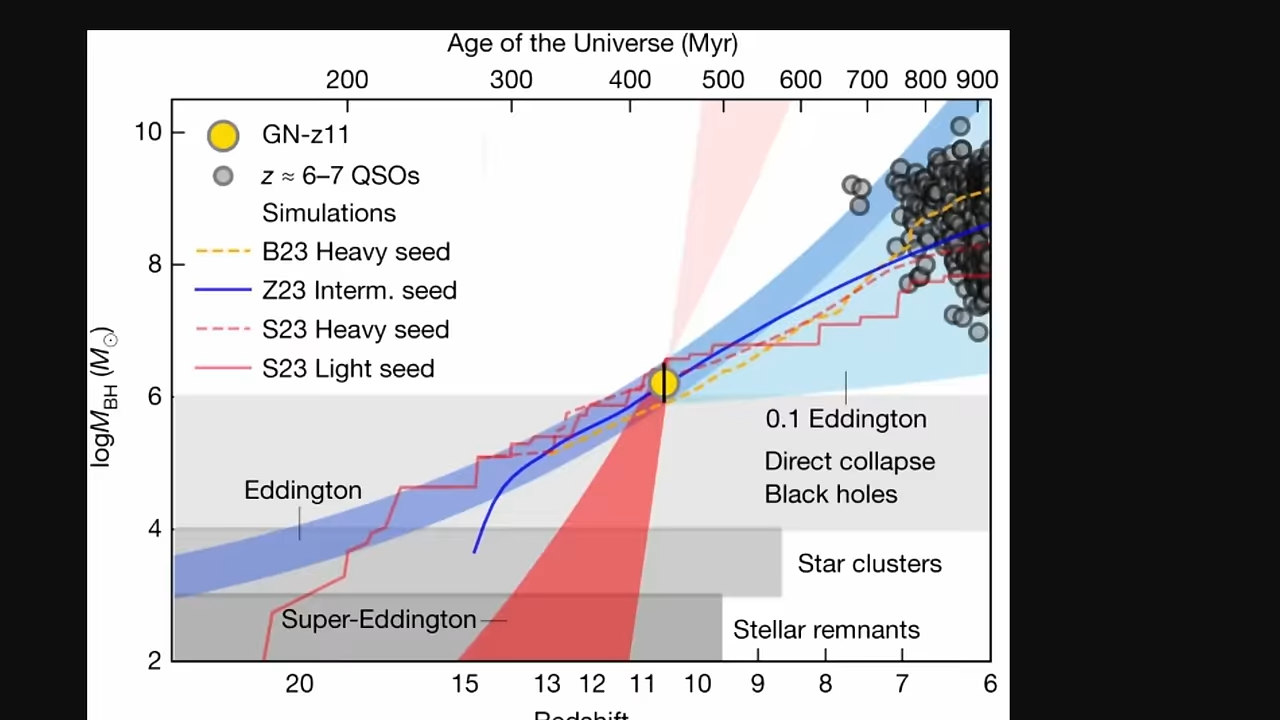 Age of the Universe (Myr)
200 300 400 500 600 700 800 900
10
8
6
4
2
logM_BH (M_☉)
GN-z11
z ≈ 6–7 QSOs
Simulations
B23 Heavy seed
Z23 Interm. seed
S23 Heavy seed
S23 Light seed
0.1 Eddington
Direct collapse
Black holes
Eddington
Star clusters
Super-Eddington
Stellar remnants
20 15 13 12 11 10 9 8 7 6
Redshift